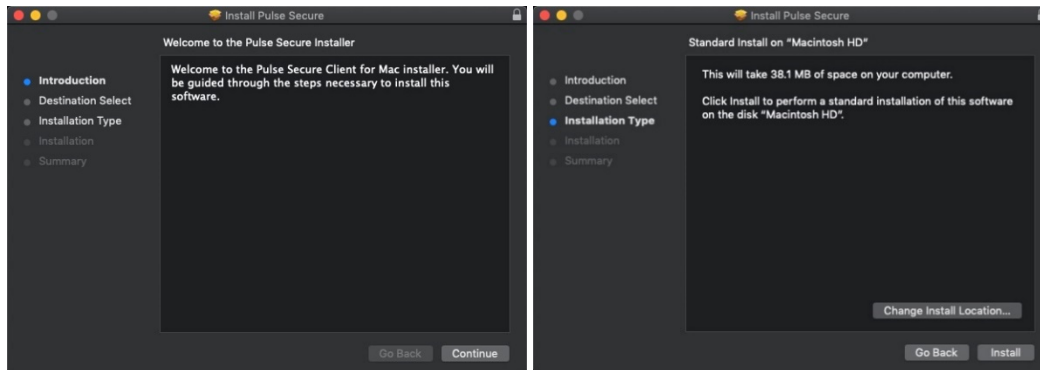 Install Pulse Secure
Welcome to the Pulse Secure Installer
Introduction
Destination Select
Installation Type
Installation
Summary
Welcome to the Pulse Secure Client for Mac installer. You will
be guided through the steps necessary to install this
software.
Go Back
Continue
Install Pulse Secure
Standard Install on “Macintosh HD”
Introduction
Destination Select
Installation Type
Installation
Summary
This will take 38.1 MB of space on your computer.
Click Install to perform a standard installation of this software
on the disk “Macintosh HD”.
Change Install Location...
Go Back
Install